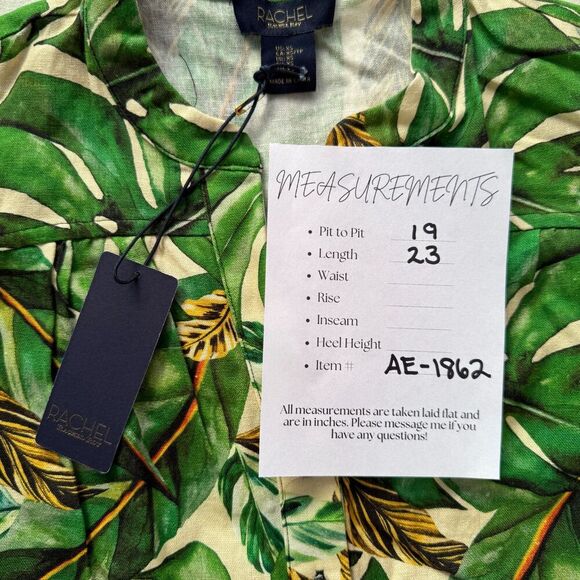 RACHEL
RACHEL ROY
MEASUREMENTS
• Pit to Pit 19
• Length 23
• Waist
• Rise
• Inseam
• Heel Height
• Item # AE-1862
All measurements are taken laid flat and
are in inches. Please message me if you
have any questions!
RACHEL
RACHEL ROY